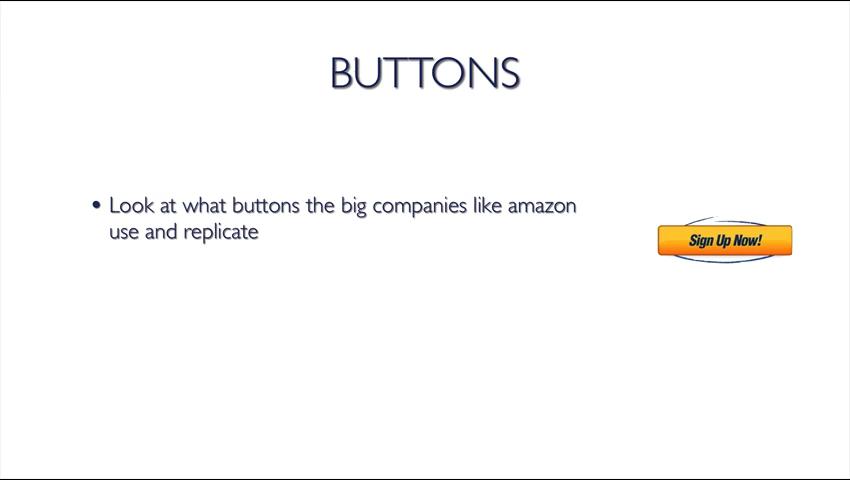 BUTTONS
• Look at what buttons the big companies like amazon
use and replicate
Sign Up Now!